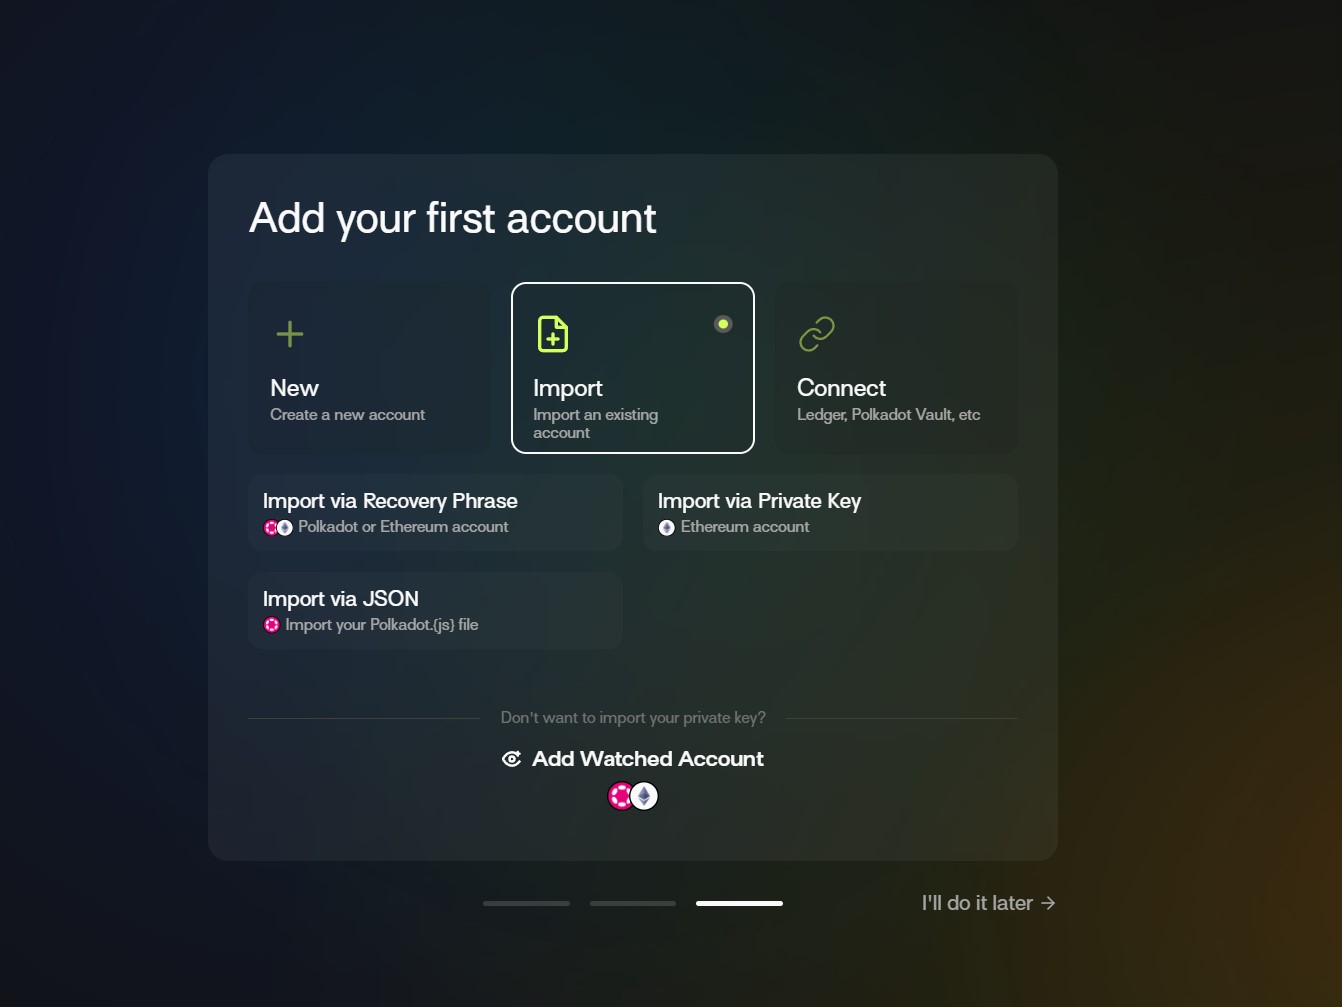 Add your first account
New
Create a new account
Import
Import an existing
account
Connect
Ledger, Polkadot Vault, etc
Import via Recovery Phrase
Polkadot or Ethereum account
Import via Private Key
Ethereum account
Import via JSON
Import your Polkadot.{js} file
Don't want to import your private key?
Add Watched Account
I'll do it later →